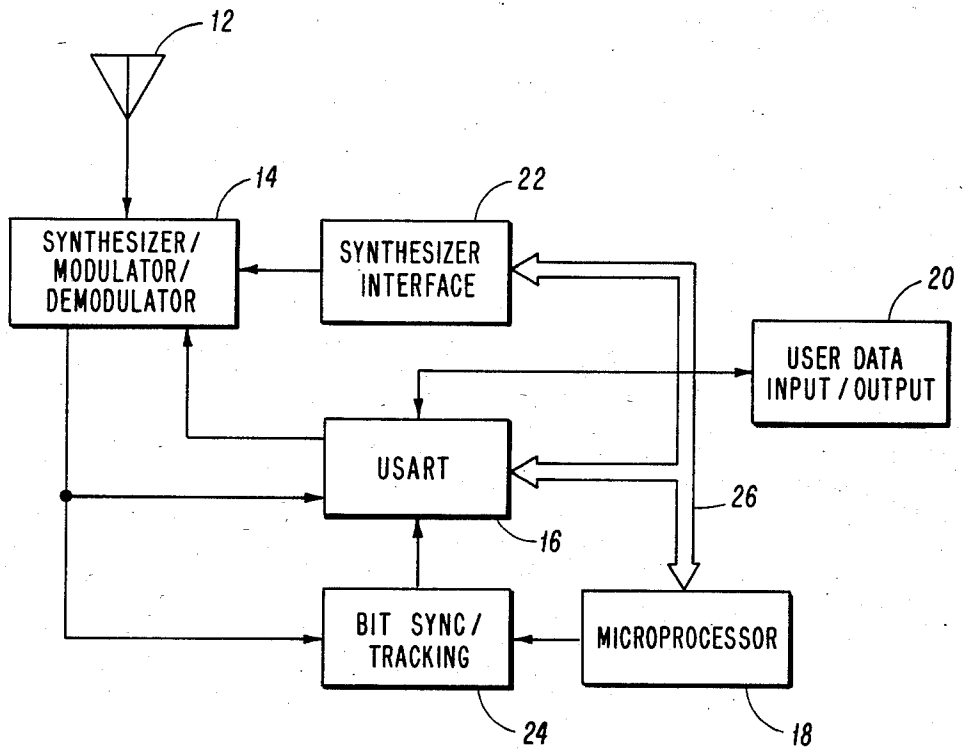 12
14
SYNTHESIZER/
MODULATOR/
DEMODULATOR
22
SYNTHESIZER
INTERFACE
20
USER DATA
INPUT/OUTPUT
USART
16
26
BIT SYNC/
TRACKING
24
MICROPROCESSOR
18